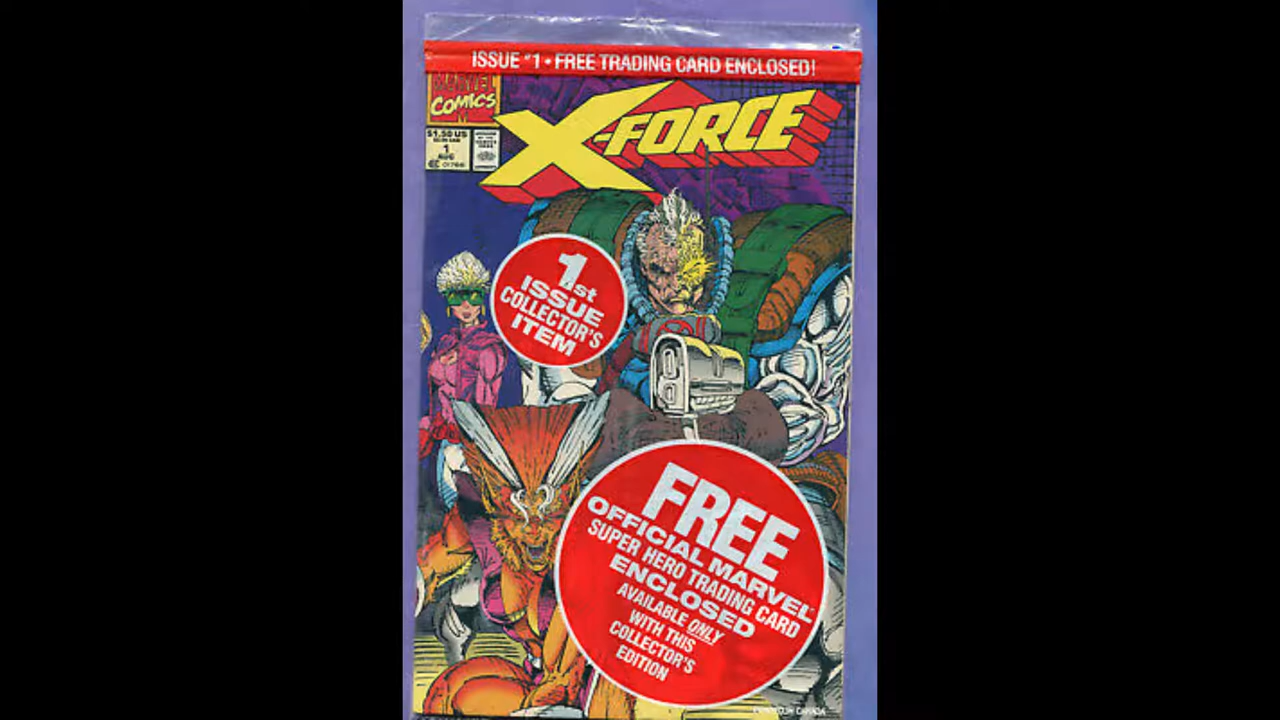 ISSUE #1 • FREE TRADING CARD ENCLOSED!
MARVEL
COMICS
$1.50 US
1
AUG
X-FORCE
1st
ISSUE
COLLECTOR'S
ITEM
FREE
OFFICIAL MARVEL
SUPER HERO TRADING CARD
ENCLOSED
AVAILABLE ONLY
WITH THIS
COLLECTOR'S
EDITION